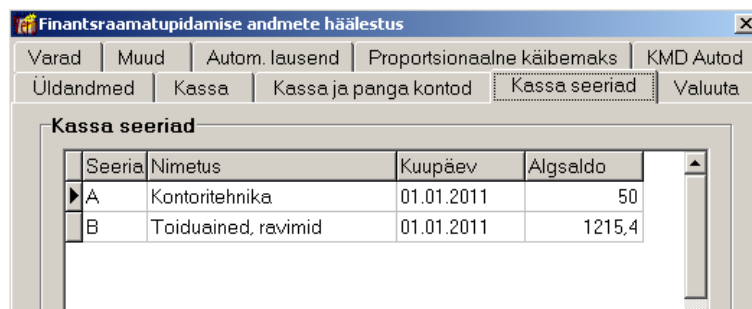 Finantsraamatupidamise andmete häälestus
Varad Muud Autom. lausend Proportsionaalne käibemaks KMD Autod
Üldandmed Kassa Kassa ja panga kontod Kassa seeriad Valuuta
Kassa seeriad
Seeria Nimetus Kuupäev Algsaldo
A Kontoritehnika 01.01.2011 50
B Toiduained, ravimid 01.01.2011 1215,4